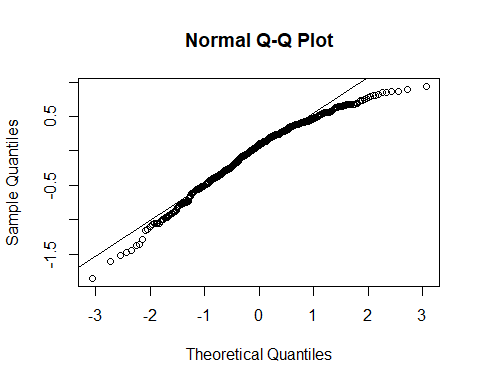 Normal Q-Q Plot
Sample Quantiles
0.5
-0.5
-1.5
-3 -2 -1 0 1 2 3
Theoretical Quantiles